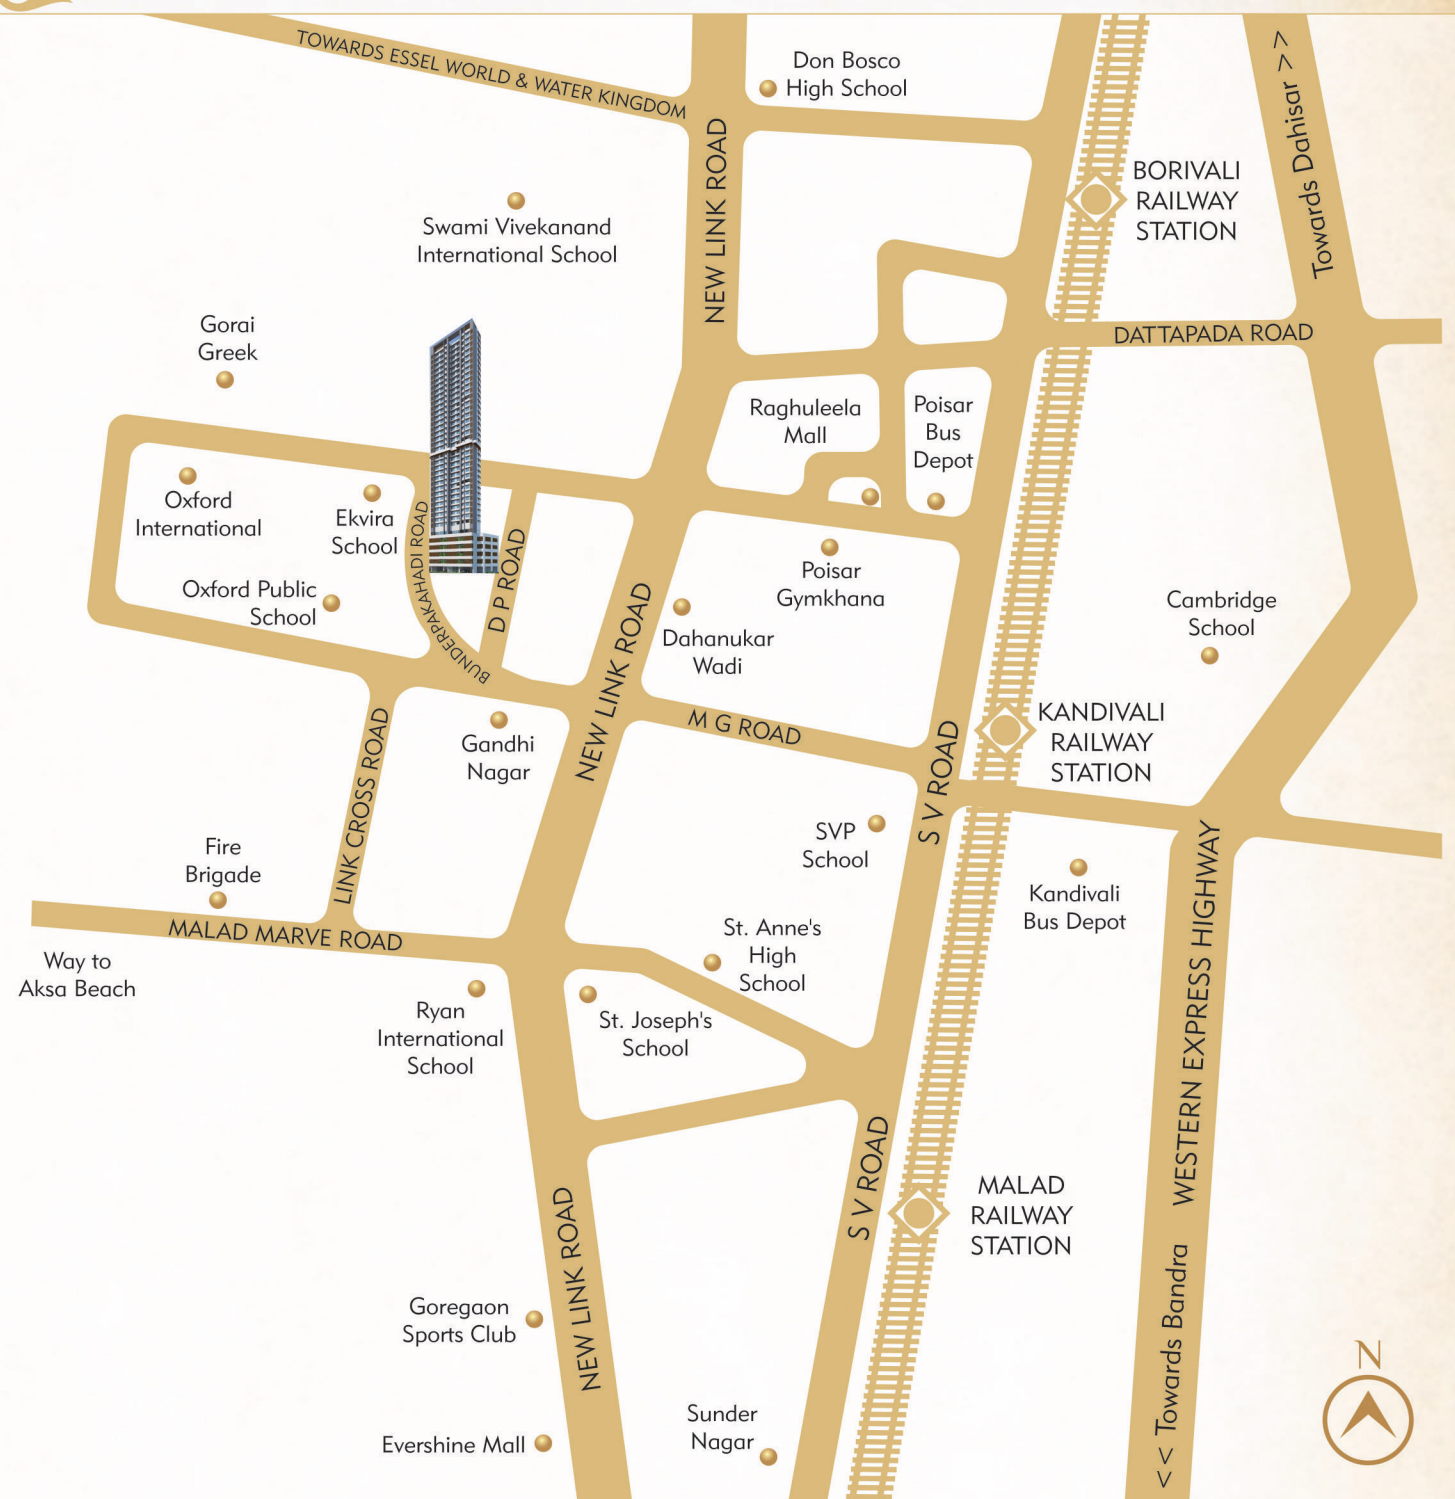 TOWARDS ESSEL WORLD & WATER KINGDOM
Don Bosco
High School
NEW LINK ROAD
Towards Dahisar >>
BORIVALI
RAILWAY
STATION
Swami Vivekanand
International School
Gorai
Greek
DATTAPADA ROAD
Raghuleela
Mall
Poisar
Bus
Depot
Oxford
International
Ekvira
School
BUNDERPAKAHADI ROAD
D P ROAD
Oxford Public
School
Poisar
Gymkhana
Dahanukar
Wadi
NEW LINK ROAD
Cambridge
School
M G ROAD
KANDIVALI
RAILWAY
STATION
Gandhi
Nagar
LINK CROSS ROAD
S V ROAD
SVP
School
Fire
Brigade
Kandivali
Bus Depot
MALAD MARVE ROAD
Way to
Aksa Beach
St. Anne's
High
School
Ryan
International
School
St. Joseph's
School
WESTERN EXPRESS HIGHWAY
S V ROAD
MALAD
RAILWAY
STATION
NEW LINK ROAD
Goregaon
Sports Club
<< Towards Bandra
N
Sunder
Nagar
Evershine Mall